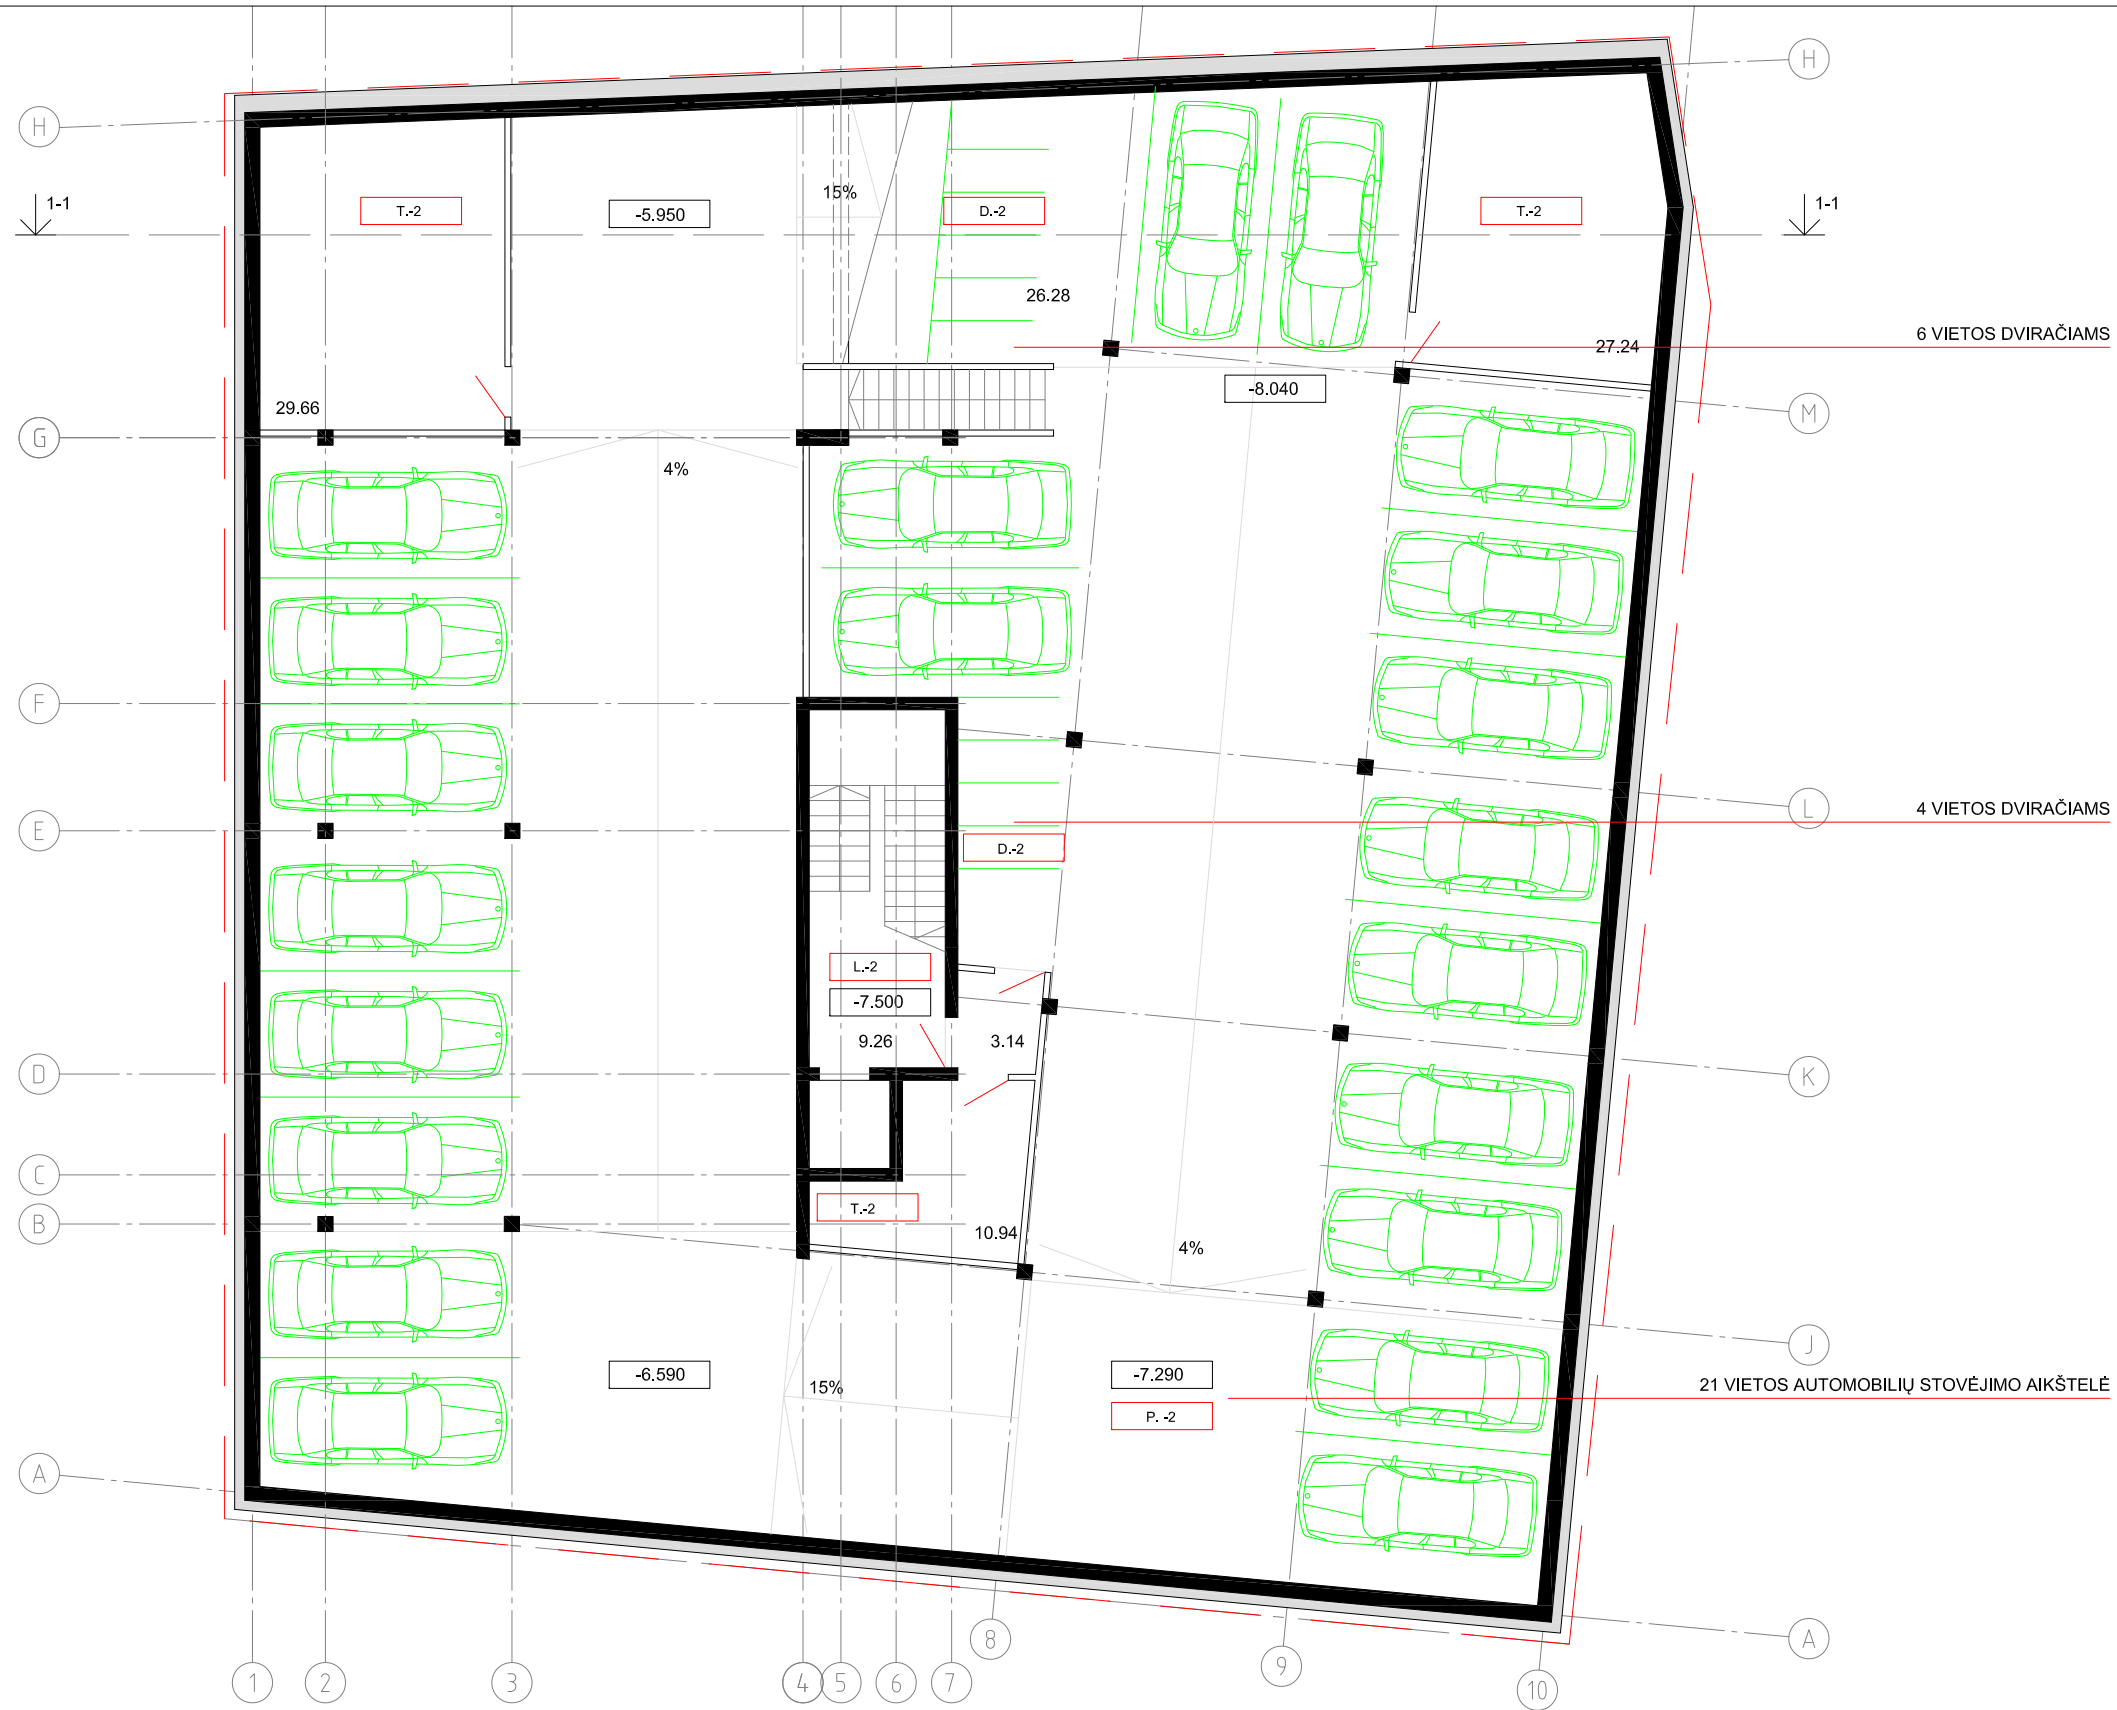 H
H
1-1
1-1
T.-2
-5.950
15%
D.-2
T.-2
26.28
6 VIETOS DVIRAČIAMS
27.24
-8.040
29.66
M
G
4%
F
L
4 VIETOS DVIRAČIAMS
E
D.-2
L.-2
-7.500
9.26
3.14
D
K
C
T.-2
B
10.94
4%
J
-6.590
15%
-7.290
21 VIETOS AUTOMOBILIŲ STOVĖJIMO AIKŠTELĖ
P. -2
A
A
8
9
1
2
3
4
5
6
7
10